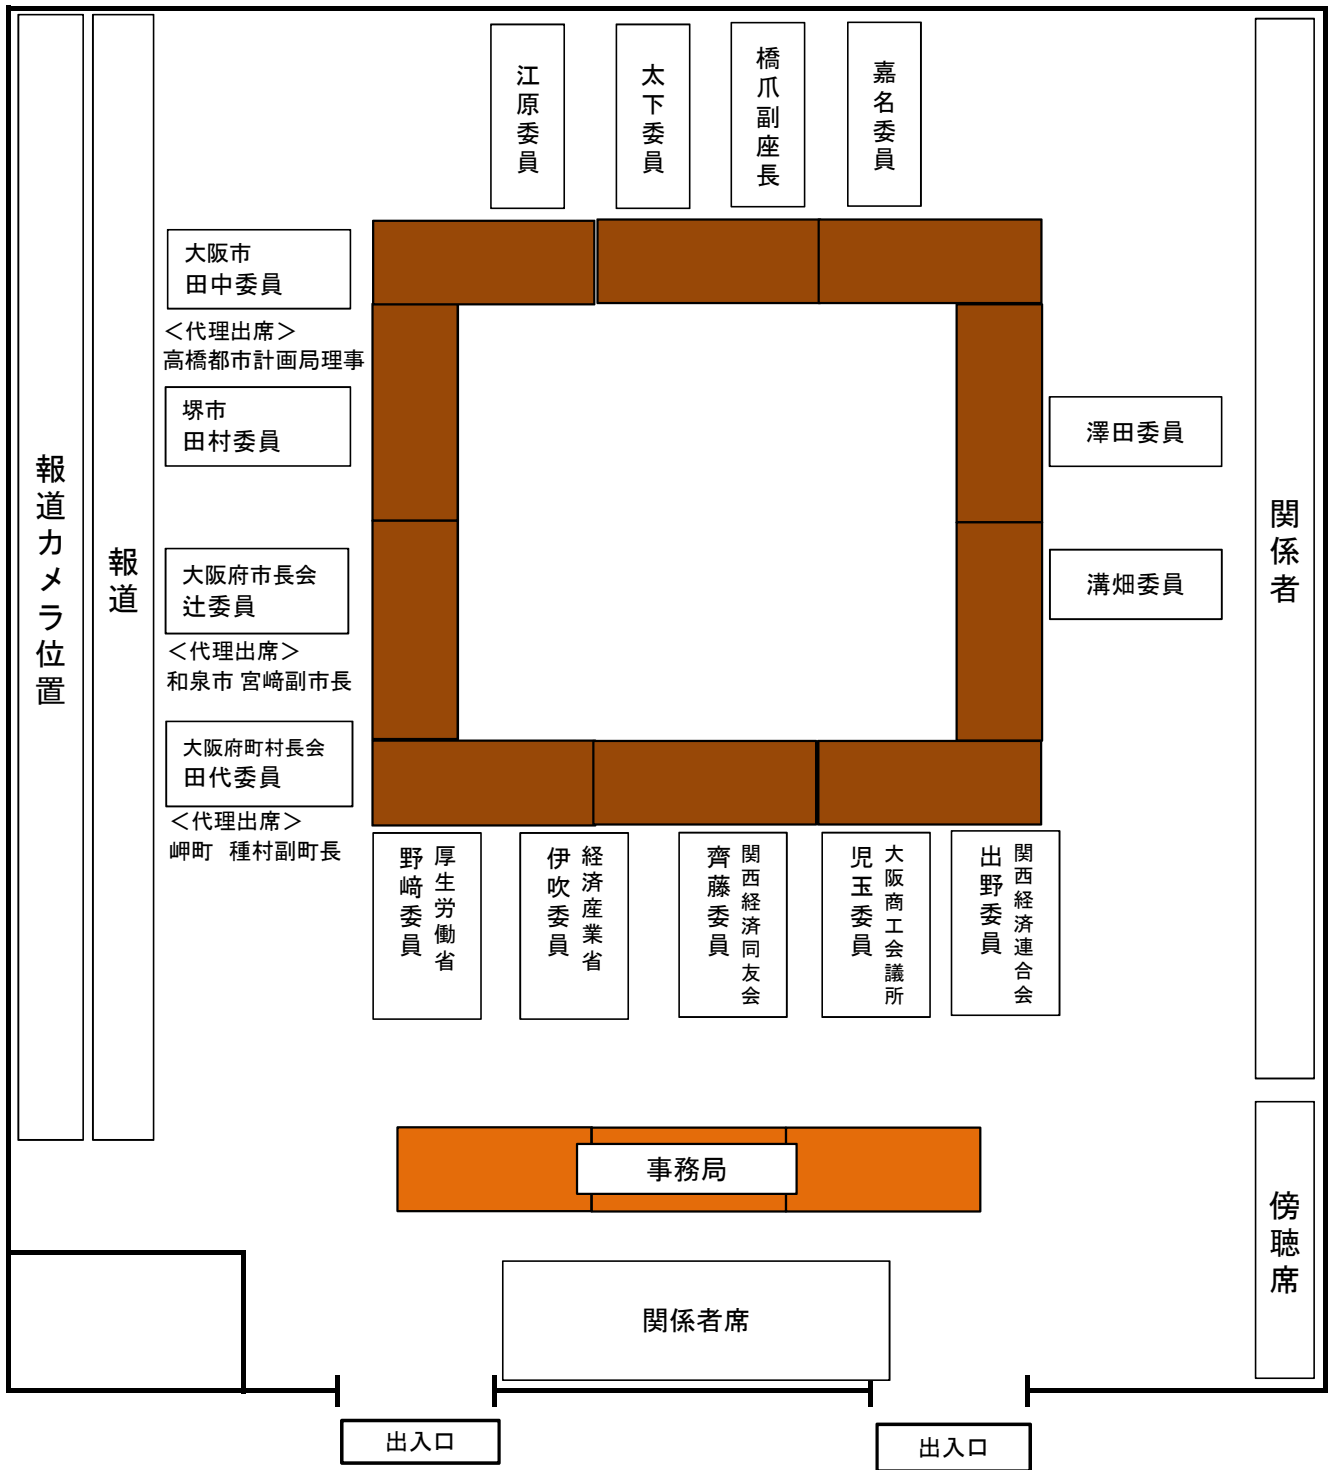 江原委員
太下委員
橋爪副座長
嘉名委員
大阪市
田中委員
＜代理出席＞
高橋都市計画局理事
堺市
田村委員
大阪府市長会
辻委員
＜代理出席＞
和泉市 宮﨑副市長
大阪府町村長会
田代委員
＜代理出席＞
岬町 種村副町長
報道カメラ位置
報道
澤田委員
溝畑委員
関係者
厚生労働省
野﨑委員
経済産業省
伊吹委員
関西経済同友会
齊藤委員
大阪商工会議所
児玉委員
関西経済連合会
出野委員
事務局
傍聴席
関係者席
出入口
出入口